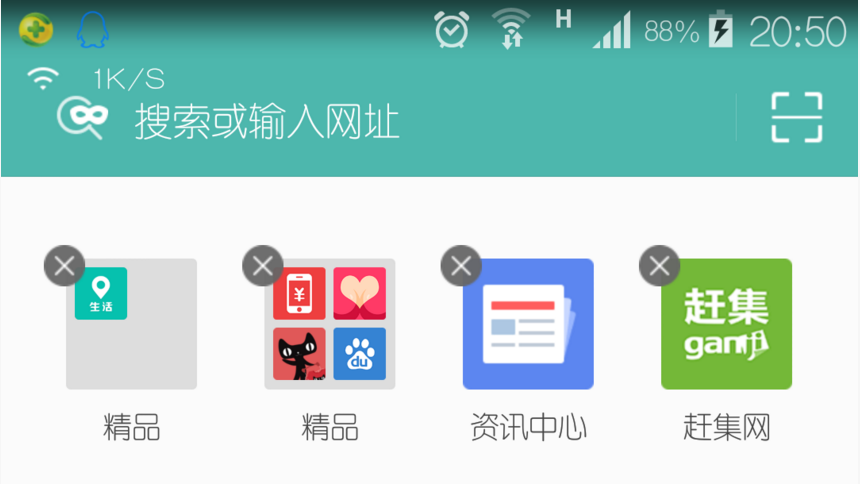 H 88% 20:50
1K/S
搜索或输入网址
生活
¥
du
赶集
ganji
精品 精品 资讯中心 赶集网